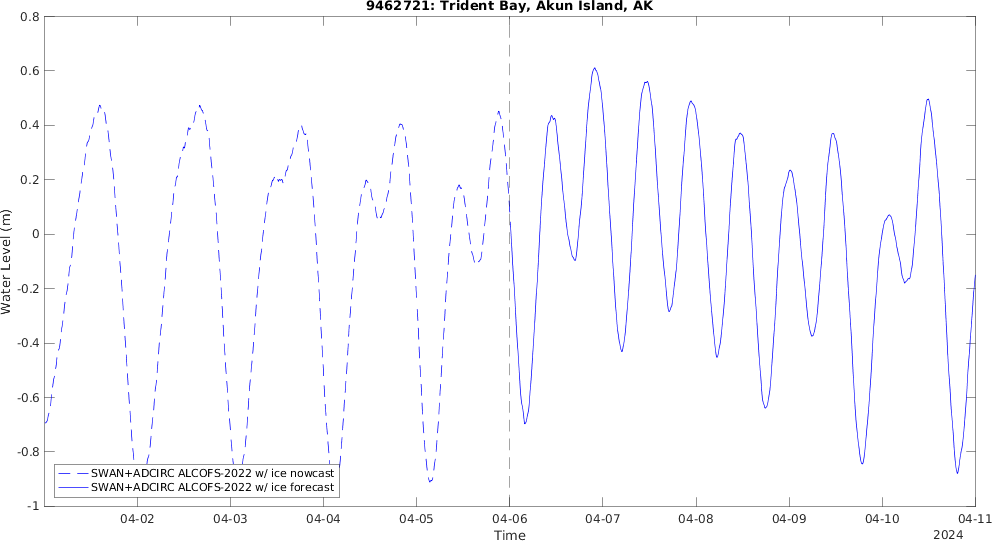 9462721: Trident Bay, Akun Island, AK
0.8
0.6
0.4
0.2
0
-0.2
-0.4
-0.6
-0.8
-1
Water Level (m)
SWAN+ADCIRC ALCOFS-2022 w/ ice nowcast
SWAN+ADCIRC ALCOFS-2022 w/ ice forecast
04-02 04-03 04-04 04-05 04-06 04-07 04-08 04-09 04-10 04-11
Time
2024